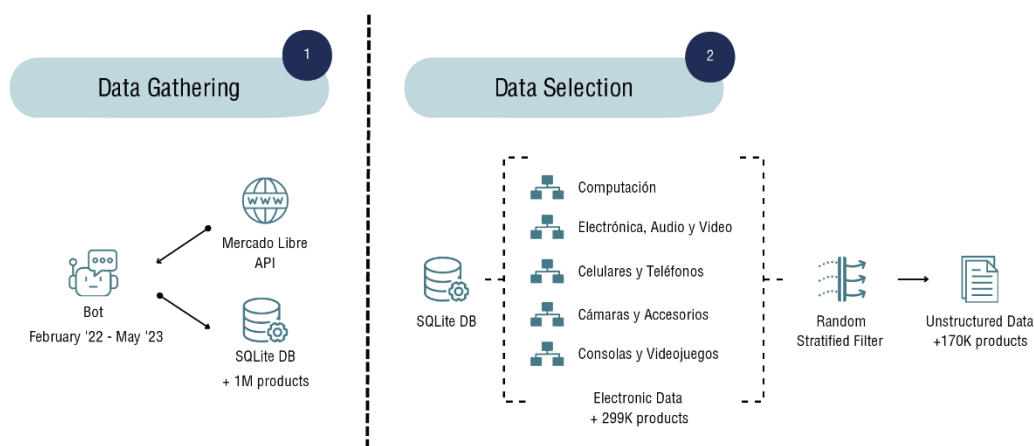 1
Data Gathering
WWW
Mercado Libre
API
Bot
February '22 - May '23
SQLite DB
+ 1M products
2
Data Selection
SQLite DB
Computación
Electrónica, Audio y Video
Celulares y Teléfonos
Cámaras y Accesorios
Consolas y Videojuegos
Electronic Data
+ 299K products
Random
Stratified Filter
Unstructured Data
+170K products